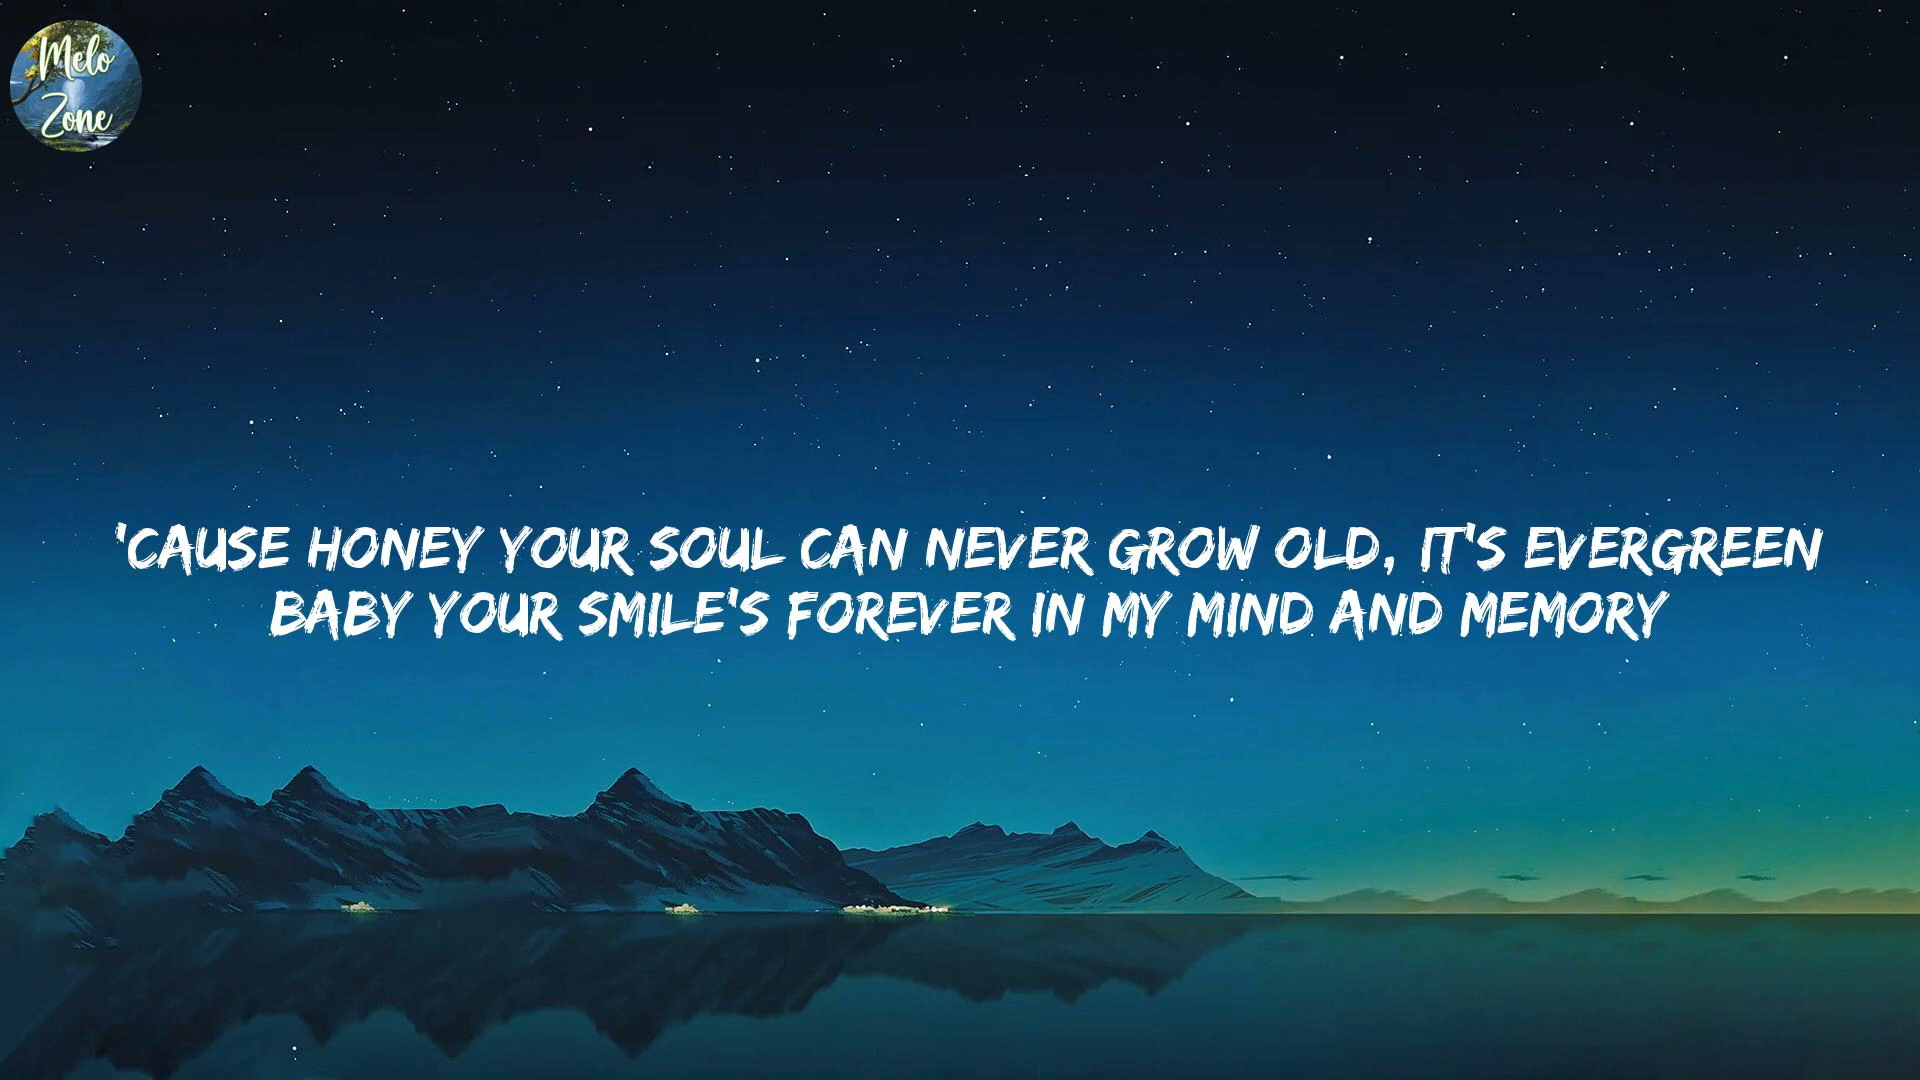 Melo
Zone
'CAUSE HONEY YOUR SOUL CAN NEVER GROW OLD, IT'S EVERGREEN
BABY YOUR SMILE'S FOREVER IN MY MIND AND MEMORY